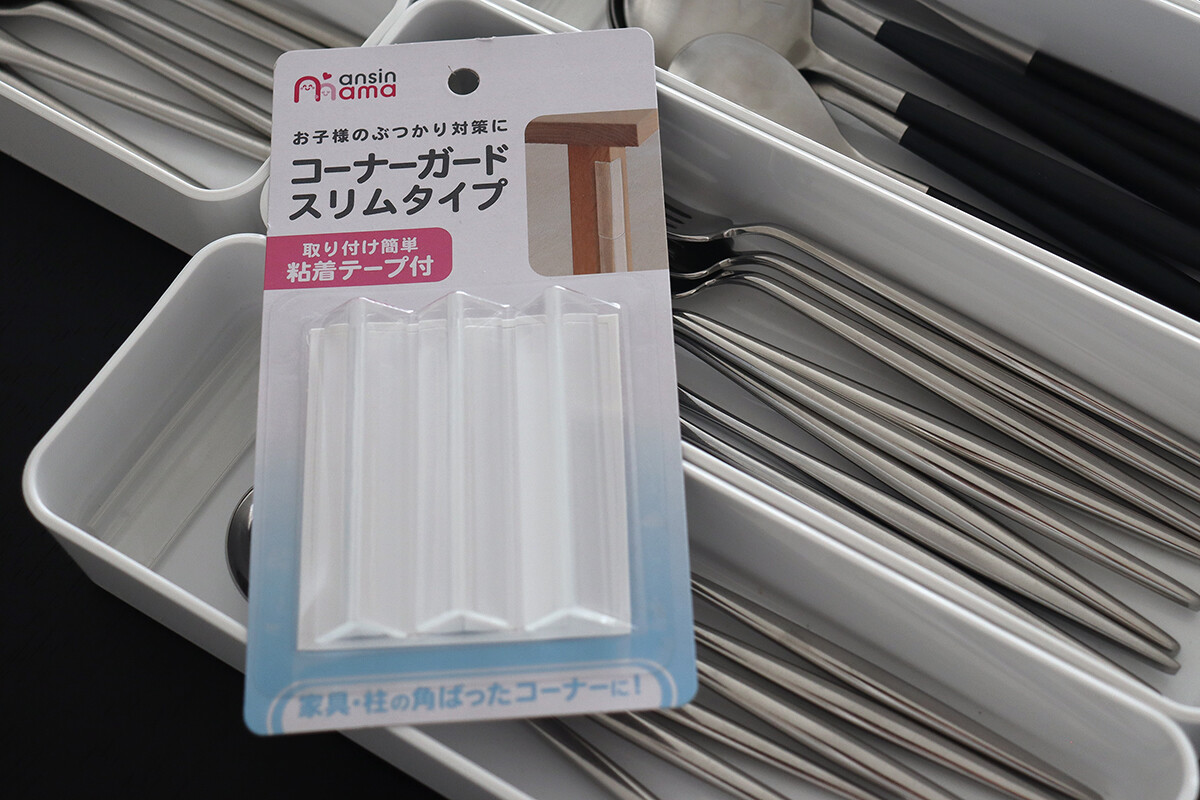 ansin
mama
お子様のぶつかり対策に
コーナーガード
スリムタイプ
取り付け簡単
粘着テープ付
家具・柱の角ばったコーナーに!